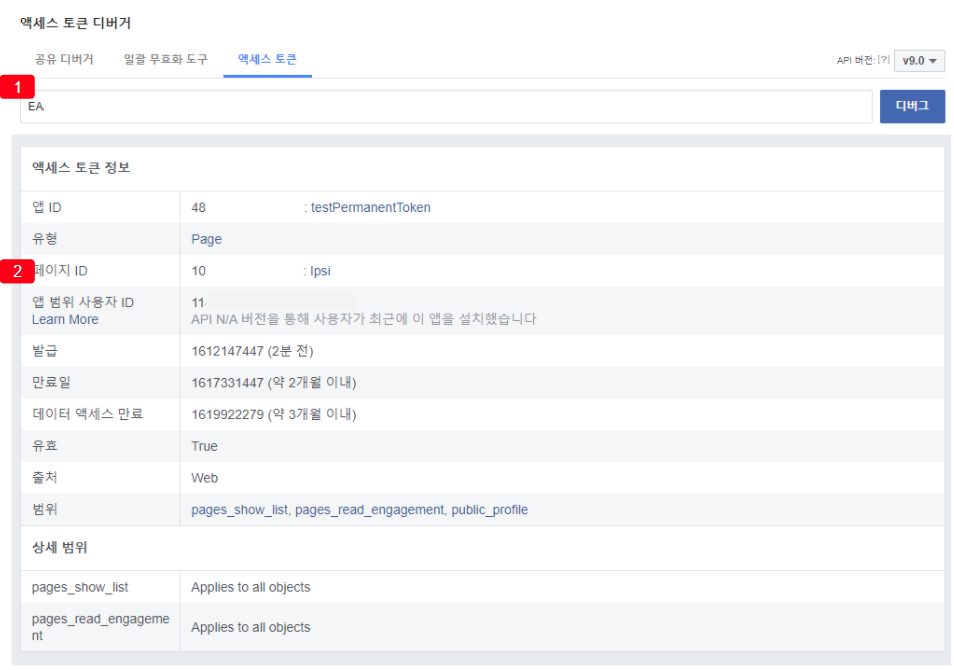 액세스 토큰 디버거
공유 디버거 일괄 무효화 도구 액세스 토큰 API 버전: [?] v9.0
1
EA 디버그
액세스 토큰 정보
앱 ID 48 : testPermanentToken
유형 Page
2 페이지 ID 10 : Ipsi
앱 범위 사용자 ID 11
Learn More API N/A 버전을 통해 사용자가 최근에 이 앱을 설치했습니다
발급 1612147447 (2분 전)
만료일 1617331447 (약 2개월 이내)
데이터 액세스 만료 1619922279 (약 3개월 이내)
유효 True
출처 Web
범위 pages_show_list, pages_read_engagement, public_profile
상세 범위
pages_show_list Applies to all objects
pages_read_engageme
nt Applies to all objects